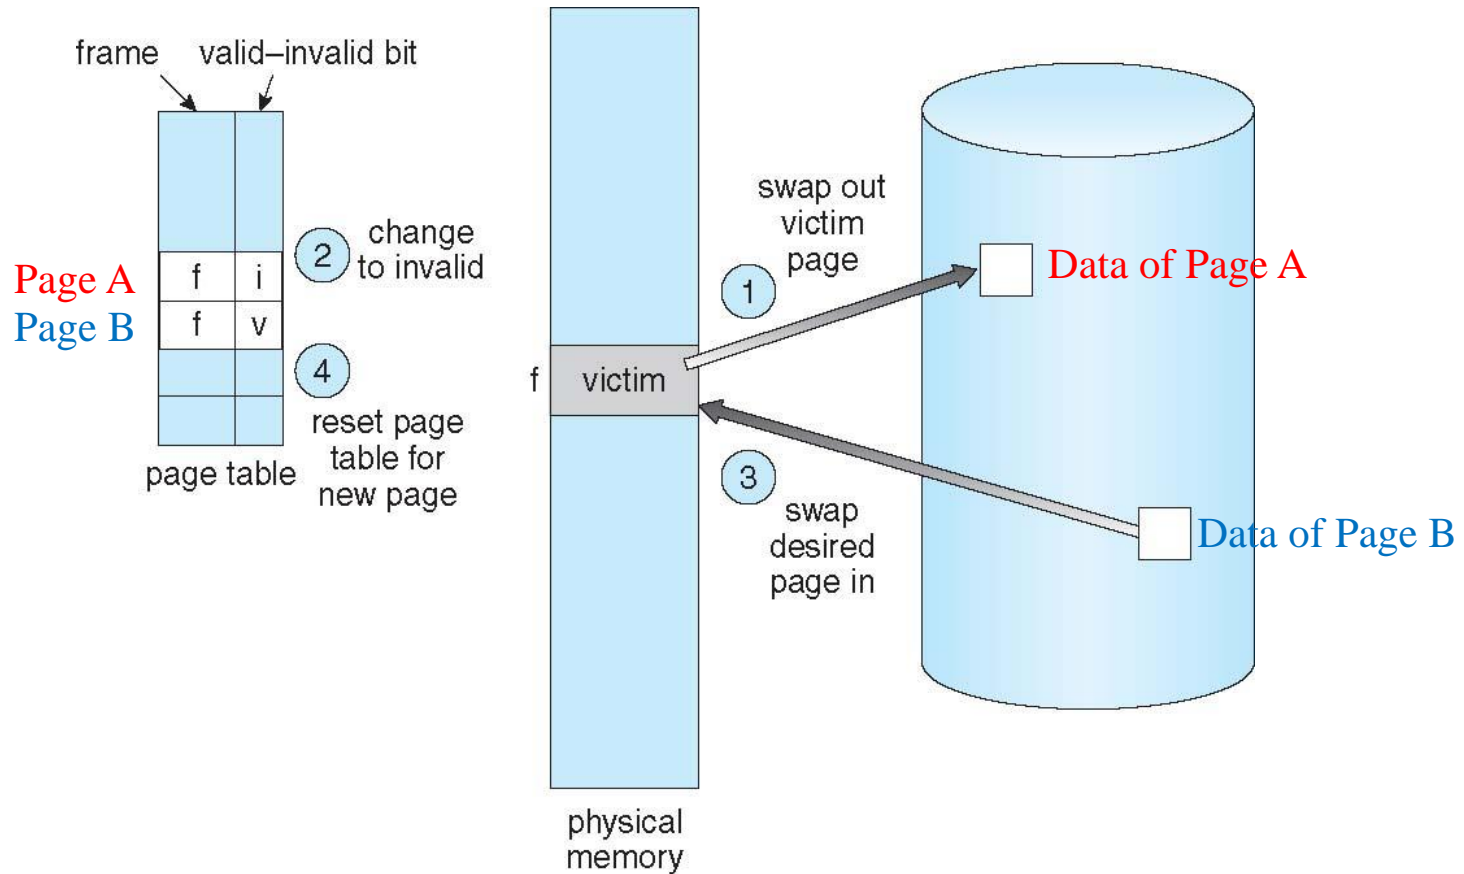 frame
valid–invalid bit
Page A
Page B
f
i
f
v
2
change
to invalid
4
reset page
table for
new page
page table
f
victim
physical
memory
swap out
victim
page
1
3
swap
desired
page in
Data of Page A
Data of Page B